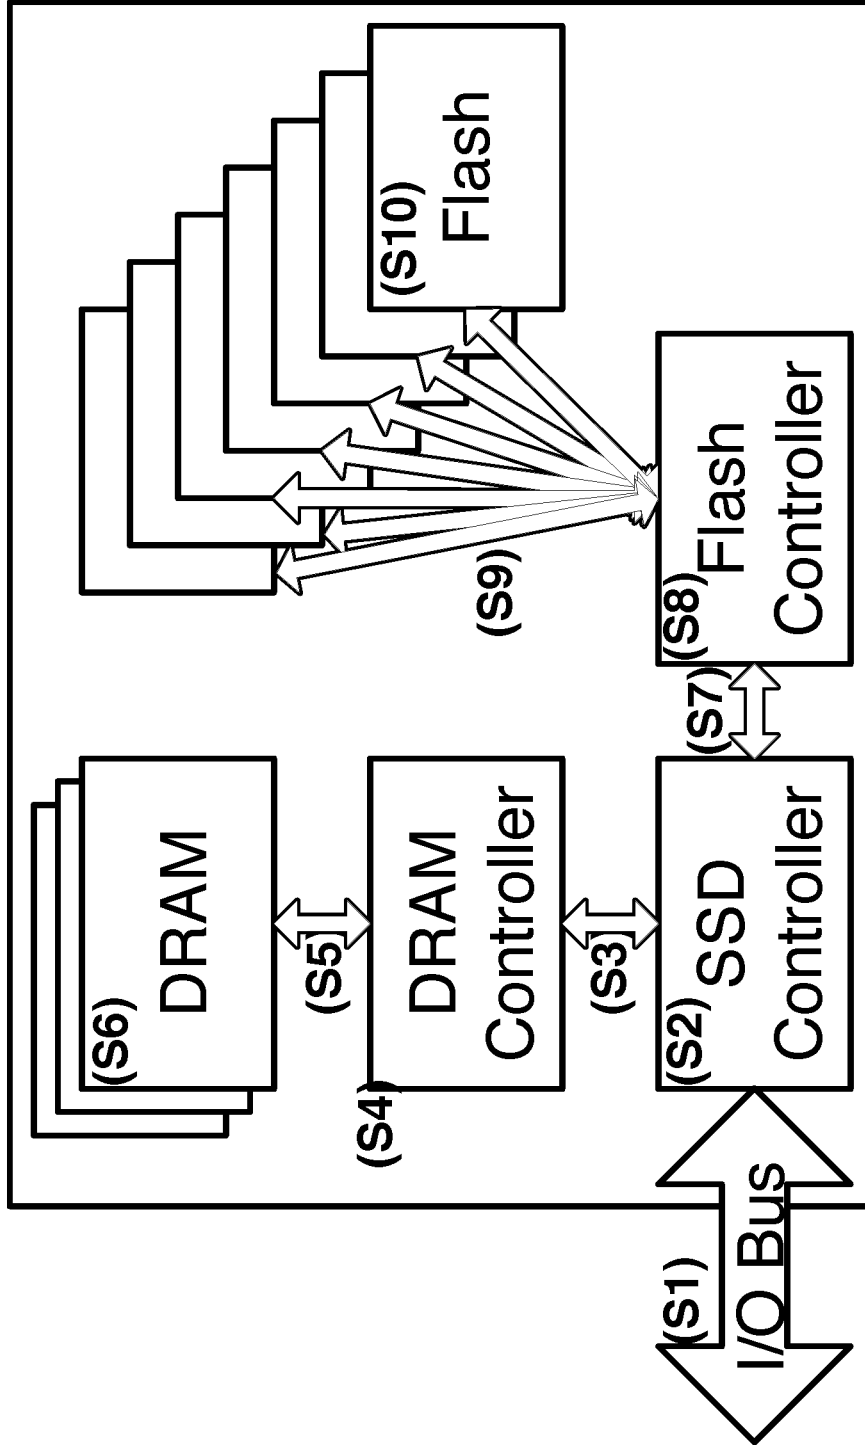 (S6)
DRAM
(S5)
(S4)
DRAM
Controller
(S10)
Flash
(S9)
(S3)
(S1)
I/O Bus
(S2)
SSD
Controller
(S7)
(S8)
Flash
Controller